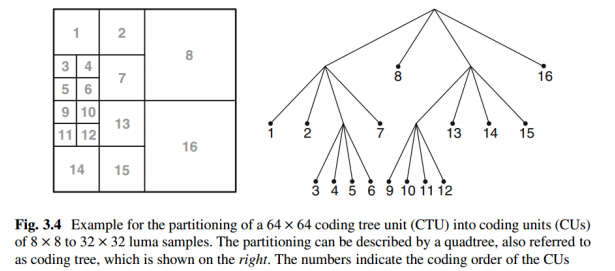 1 2
8
3 4
7
5 6
9 10
13
11 12
16
14 15
8 16
1 2 7 13 14 15
3 4 5 6 9 10 11 12
Fig. 3.4 Example for the partitioning of a 64 × 64 coding tree unit (CTU) into coding units (CUs)
of 8 × 8 to 32 × 32 luma samples. The partitioning can be described by a quadtree, also referred to
as coding tree, which is shown on the right. The numbers indicate the coding order of the CUs